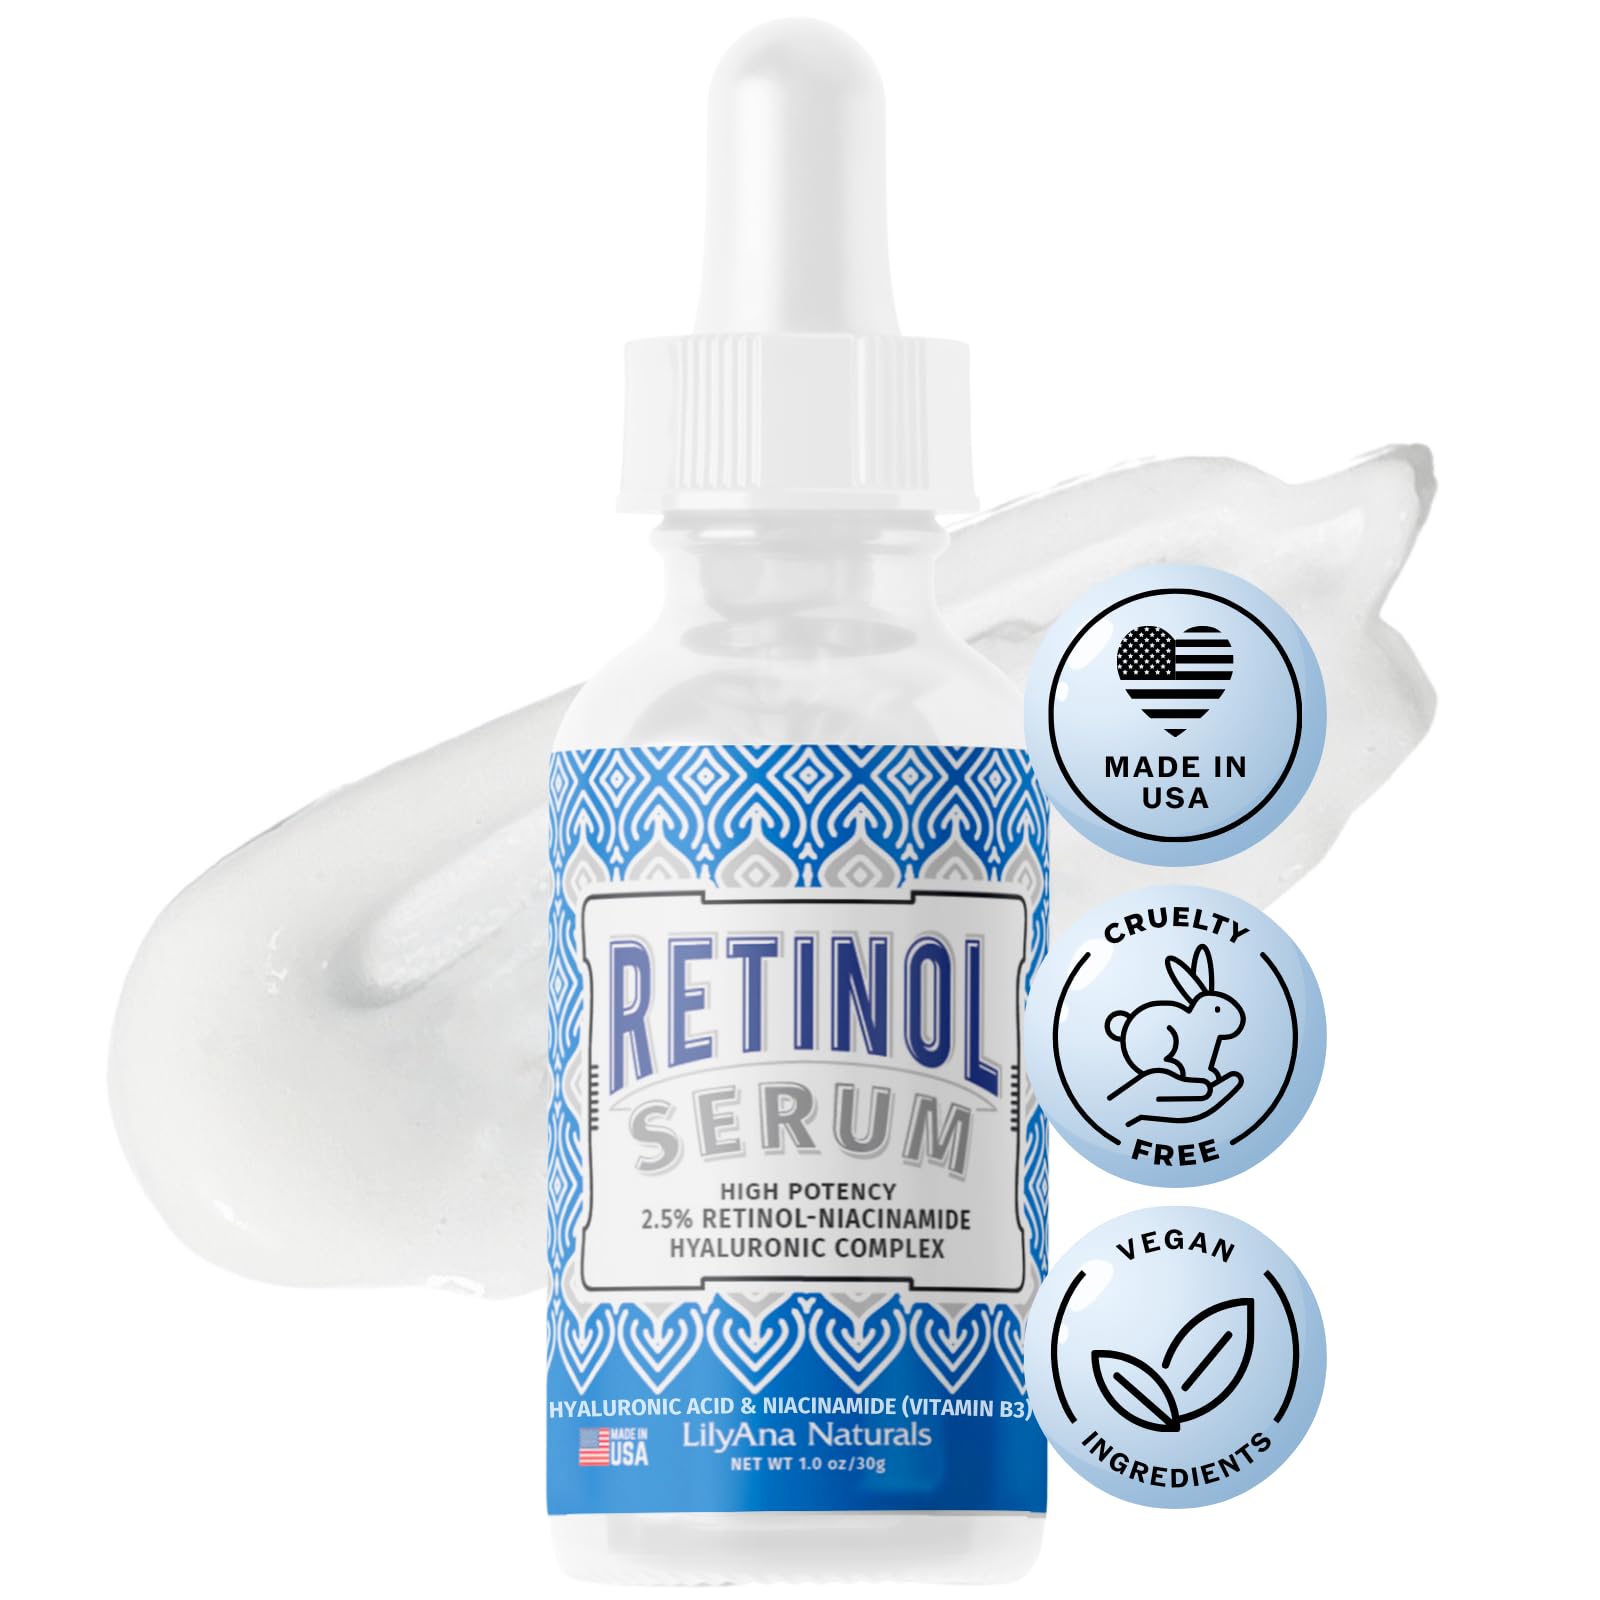 RETINOL
SERUM
HIGH POTENCY
2.5% RETINOL-NIACINAMIDE
HYALURONIC COMPLEX
HYALURONIC ACID & NIACINAMIDE (VITAMIN B3)
MADE IN
USA
LilyAna Naturals
NET WT 1.0 oz/30g
MADE IN
USA
CRUELTY
FREE
VEGAN
INGREDIENTS